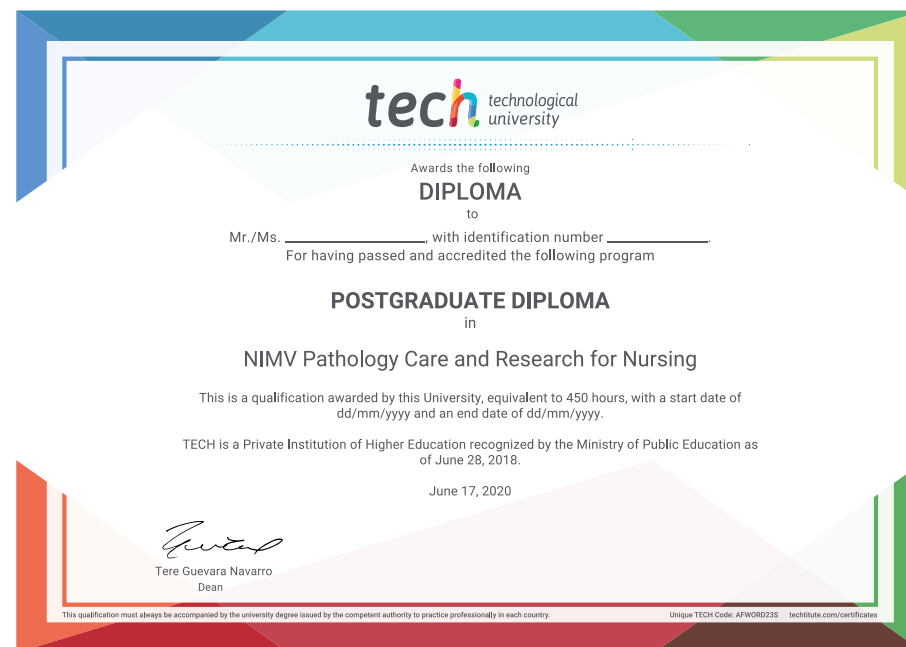 tech technological
university
Awards the following
DIPLOMA
to
Mr./Ms. ____________________, with identification number ______________.
For having passed and accredited the following program
POSTGRADUATE DIPLOMA
in
NIMV Pathology Care and Research for Nursing
This is a qualification awarded by this University, equivalent to 450 hours, with a start date of
dd/mm/yyyy and an end date of dd/mm/yyyy.
TECH is a Private Institution of Higher Education recognized by the Ministry of Public Education as
of June 28, 2018.
June 17, 2020
Tere Guevara Navarro
Dean
This qualification must always be accompanied by the university degree issued by the competent authority to practice professionally in each country. Unique TECH Code: AFWORD23S techtitute.com/certificates